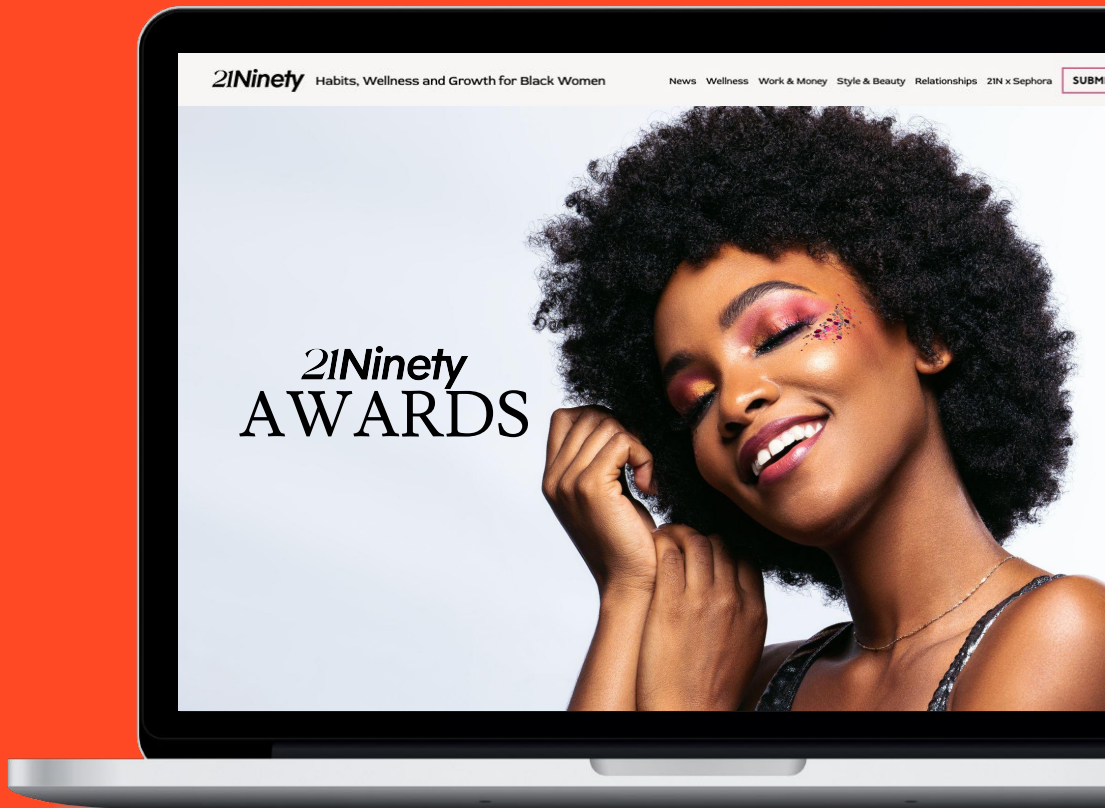 21Ninety Habits, Wellness and Growth for Black Women News Wellness Work & Money Style & Beauty Relationships 21N x Sephora
21Ninety
AWARDS